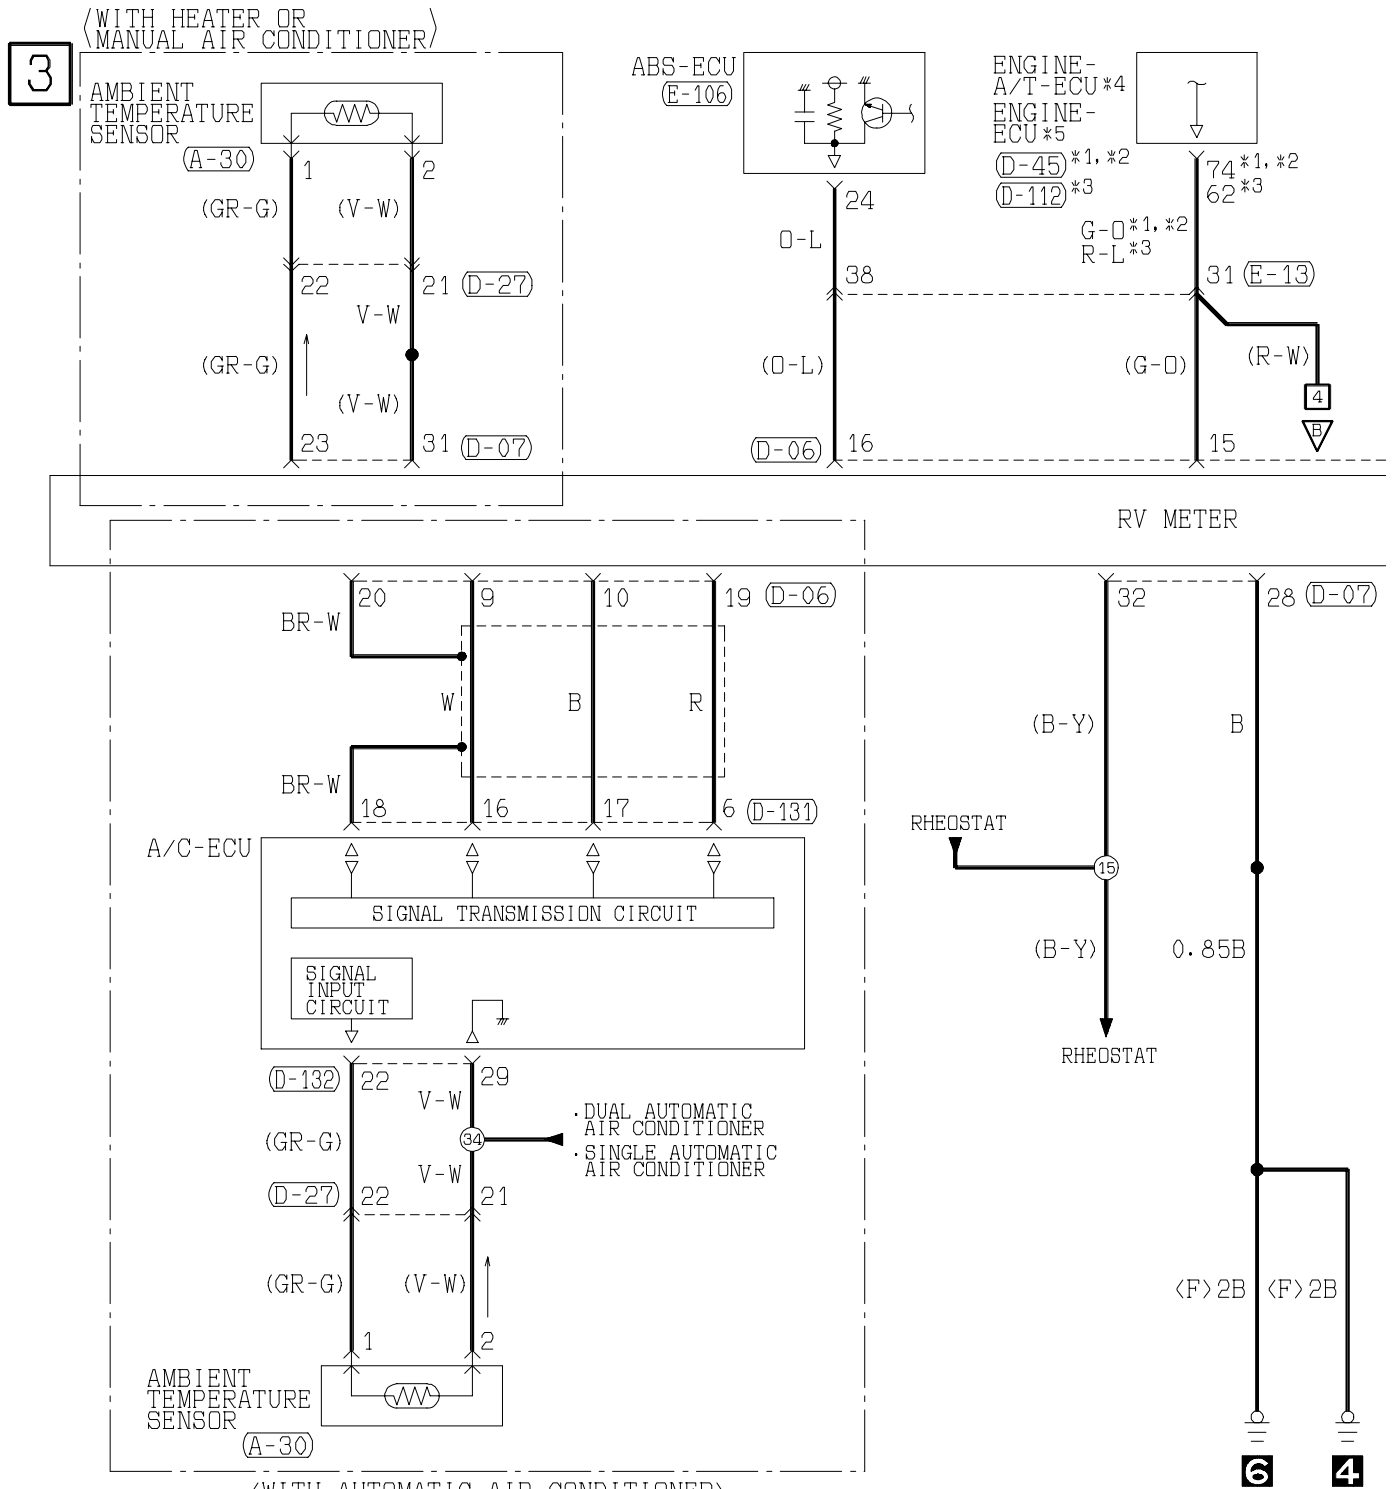 (WITH HEATER OR
MANUAL AIR CONDITIONER)
3
AMBIENT
TEMPERATURE
SENSOR
(A-30)
1
2
(GR-G)
(V-W)
22
21
(D-27)
V-W
(GR-G)
(V-W)
23
31
(D-07)
ABS-ECU
(E-106)
24
O-L
38
(O-L)
(D-06)
16
ENGINE-
A/T-ECU*4
ENGINE-
ECU*5
(D-45)*1,*2
(D-112)*3
74*1,*2
62*3
G-O*1,*2
R-L*3
31
(E-13)
(G-O)
(R-W)
4
B
15
RV METER
20
9
10
19
(D-06)
BR-W
W
B
R
BR-W
18
16
17
6
(D-131)
A/C-ECU
SIGNAL TRANSMISSION CIRCUIT
SIGNAL
INPUT
CIRCUIT
(D-132)
22
29
V-W
(GR-G)
34
.DUAL AUTOMATIC
AIR CONDITIONER
.SINGLE AUTOMATIC
AIR CONDITIONER
V-W
(D-27)
22
21
(GR-G)
(V-W)
1
2
AMBIENT
TEMPERATURE
SENSOR
(A-30)
(WITH AUTOMATIC AIR CONDITIONER)
32
28
(D-07)
(B-Y)
B
RHEOSTAT
15
(B-Y)
0.85B
RHEOSTAT
<F>2B
<F>2B
6
4